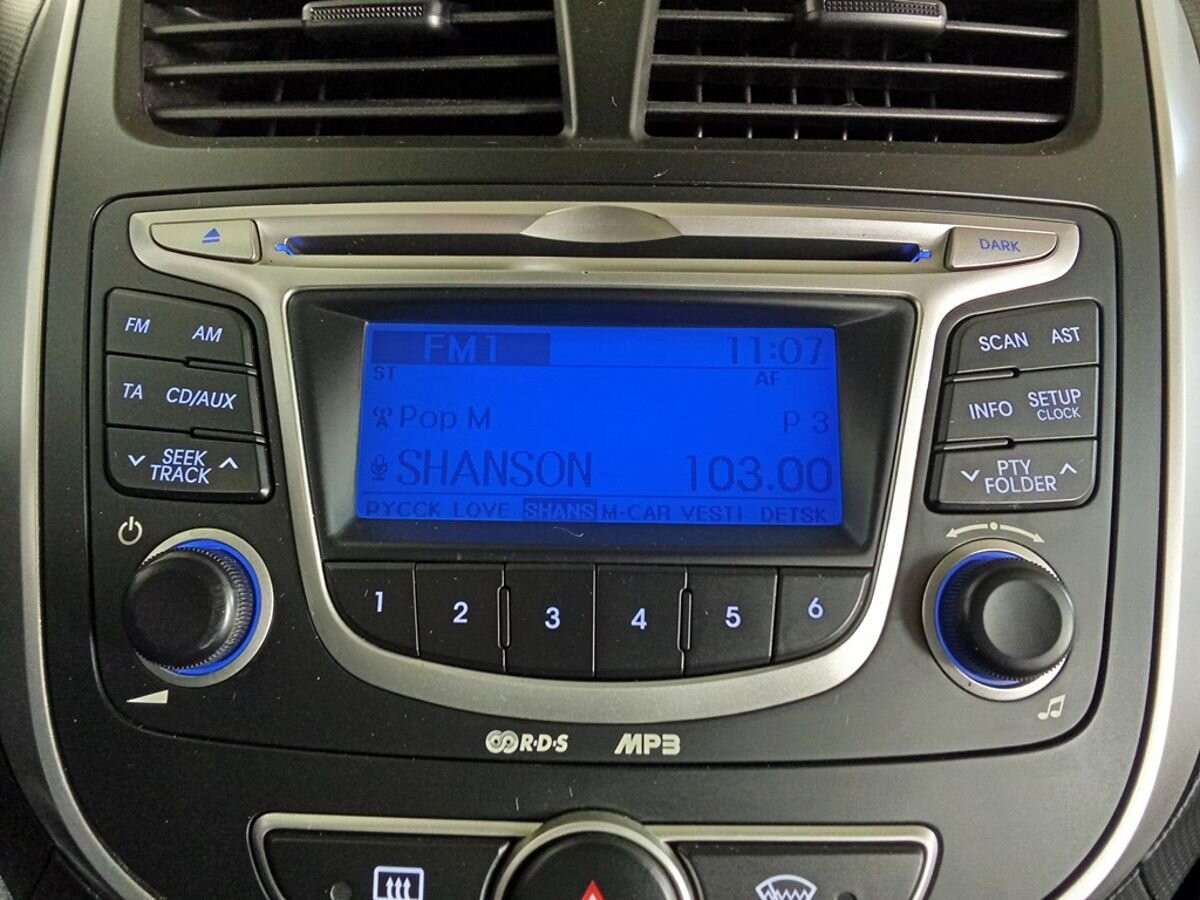 DARK
FM AM
TA CD/AUX
SEEK
TRACK
FM1 11:07
ST AF
Pop M P 3
SHANSON 103.00
РУССК LOVE SHANS M-CAR VESTI DETSK
SCAN AST
INFO SETUP
CLOCK
PTY
FOLDER
1 2 3 4 5 6
R·D·S MP3